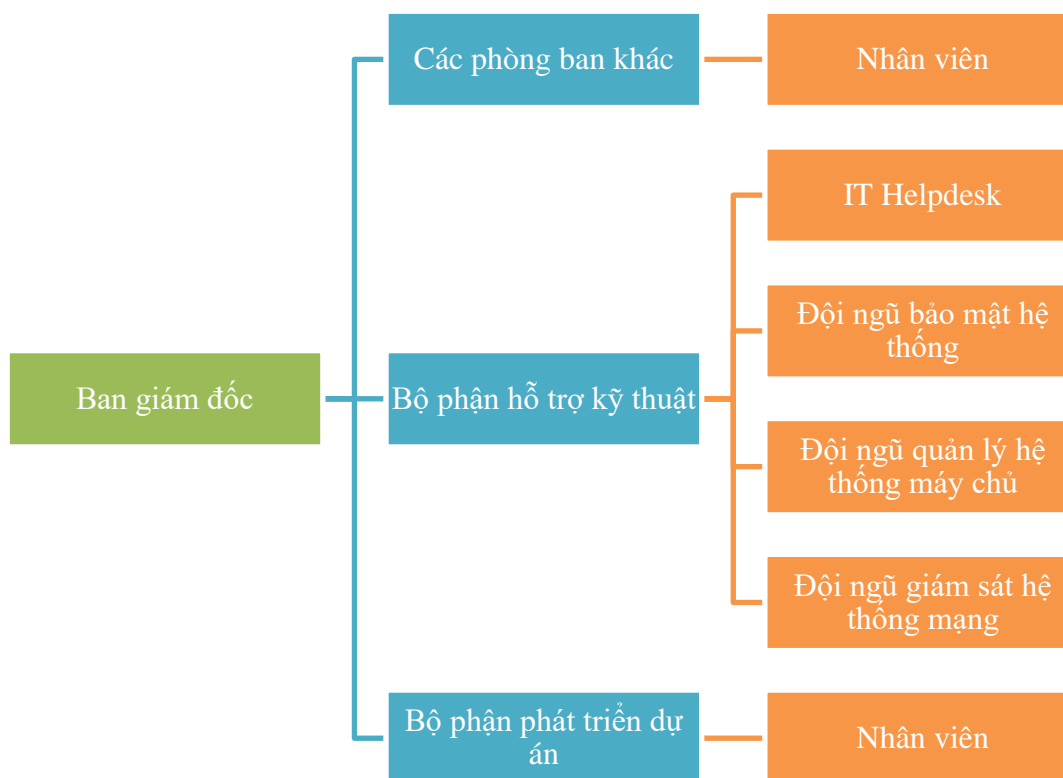 Các phòng ban khác
Nhân viên
IT Helpdesk
Đội ngũ bảo mật hệ
thống
Ban giám đốc
Bộ phận hỗ trợ kỹ thuật
Đội ngũ quản lý hệ
thống máy chủ
Đội ngũ giám sát hệ
thống mạng
Bộ phận phát triển dự
án
Nhân viên